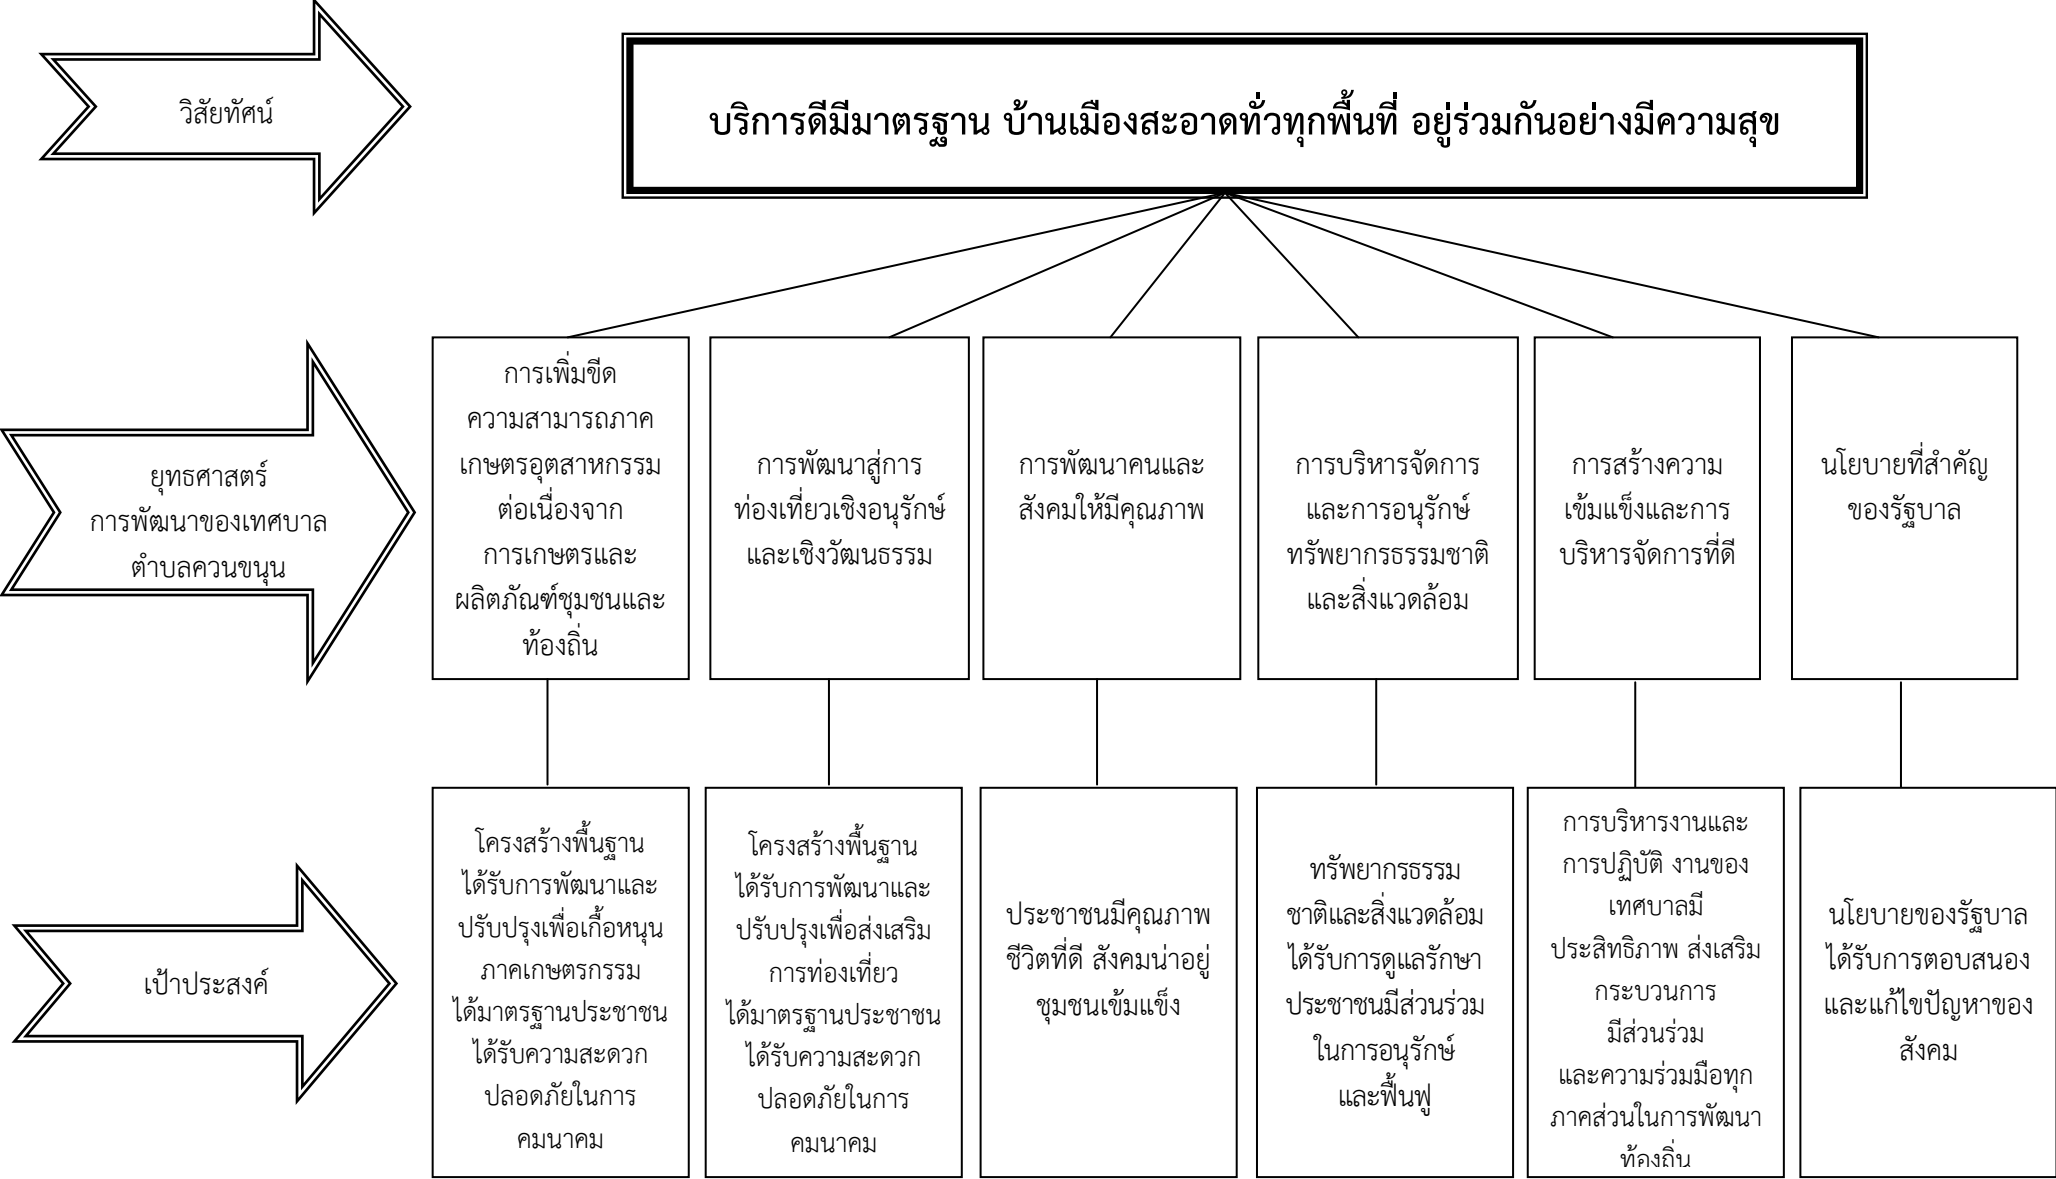 วิสัยทัศน์
บริการดีมีมาตรฐาน บ้านเมืองสะอาดทั่วทุกพื้นที่ อยู่ร่วมกันอย่างมีความสุข
ยุทธศาสตร์
การพัฒนาของเทศบาล
ตำบลควนขนุน
การเพิ่มขีด
ความสามารถภาค
เกษตรอุตสาหกรรม
ต่อเนื่องจาก
การเกษตรและ
ผลิตภัณฑ์ชุมชนและ
ท้องถิ่น
การพัฒนาสู่การ
ท่องเที่ยวเชิงอนุรักษ์
และเชิงวัฒนธรรม
การพัฒนาคนและ
สังคมให้มีคุณภาพ
การบริหารจัดการ
และการอนุรักษ์
ทรัพยากรธรรมชาติ
และสิ่งแวดล้อม
การสร้างความ
เข้มแข็งและการ
บริหารจัดการที่ดี
นโยบายที่สำคัญ
ของรัฐบาล
เป้าประสงค์
โครงสร้างพื้นฐาน
ได้รับการพัฒนาและ
ปรับปรุงเพื่อเกื้อหนุน
ภาคเกษตรกรรม
ได้มาตรฐานประชาชน
ได้รับความสะดวก
ปลอดภัยในการ
คมนาคม
โครงสร้างพื้นฐาน
ได้รับการพัฒนาและ
ปรับปรุงเพื่อส่งเสริม
การท่องเที่ยว
ได้มาตรฐานประชาชน
ได้รับความสะดวก
ปลอดภัยในการ
คมนาคม
ประชาชนมีคุณภาพ
ชีวิตที่ดี สังคมน่าอยู่
ชุมชนเข้มแข็ง
ทรัพยากรธรรม
ชาติและสิ่งแวดล้อม
ได้รับการดูแลรักษา
ประชาชนมีส่วนร่วม
ในการอนุรักษ์
และฟื้นฟู
การบริหารงานและ
การปฏิบัติ งานของ
เทศบาลมี
ประสิทธิภาพ ส่งเสริม
กระบวนการ
มีส่วนร่วม
และความร่วมมือทุก
ภาคส่วนในการพัฒนา
ท้องถิ่น
นโยบายของรัฐบาล
ได้รับการตอบสนอง
และแก้ไขปัญหาของ
สังคม